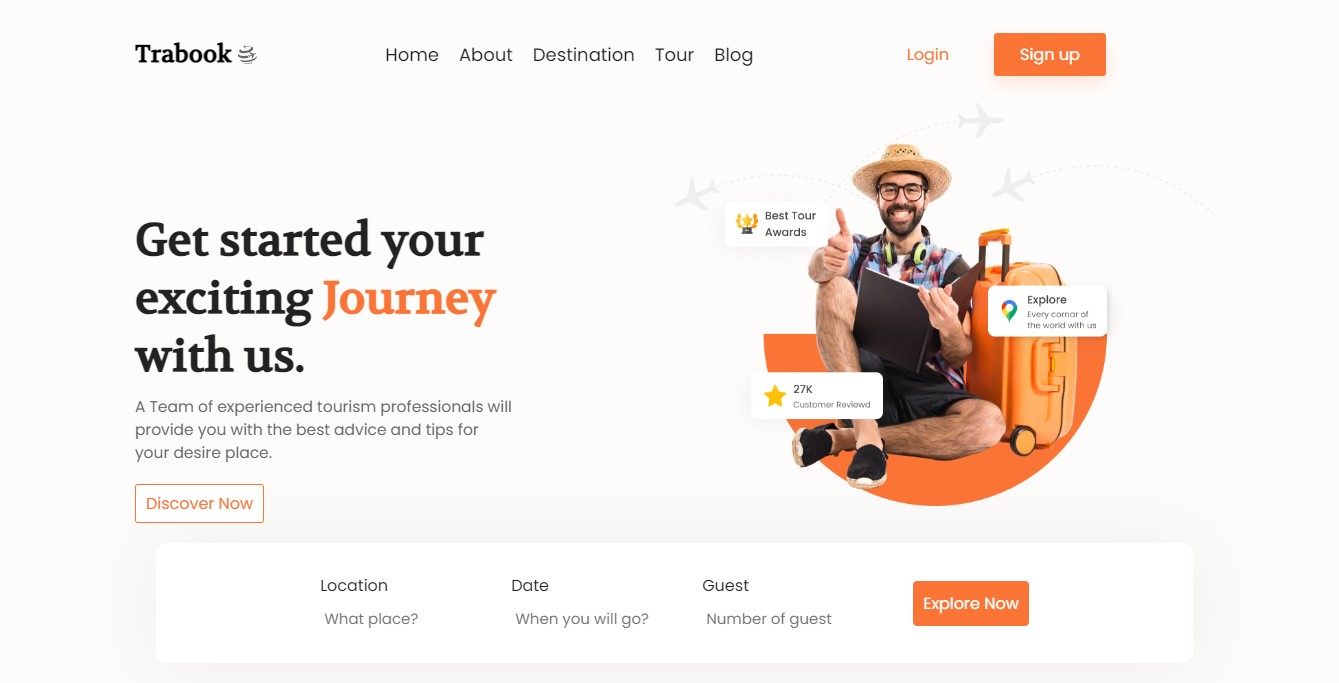 Trabook
Home About Destination Tour Blog
Login
Sign up
Get started your
exciting Journey
with us.
A Team of experienced tourism professionals will
provide you with the best advice and tips for
your desire place.
Discover Now
Best Tour
Awards
Explore
Every cornar of
the world with us
27K
Customer Reviewd
Location
What place?
Date
When you will go?
Guest
Number of guest
Explore Now